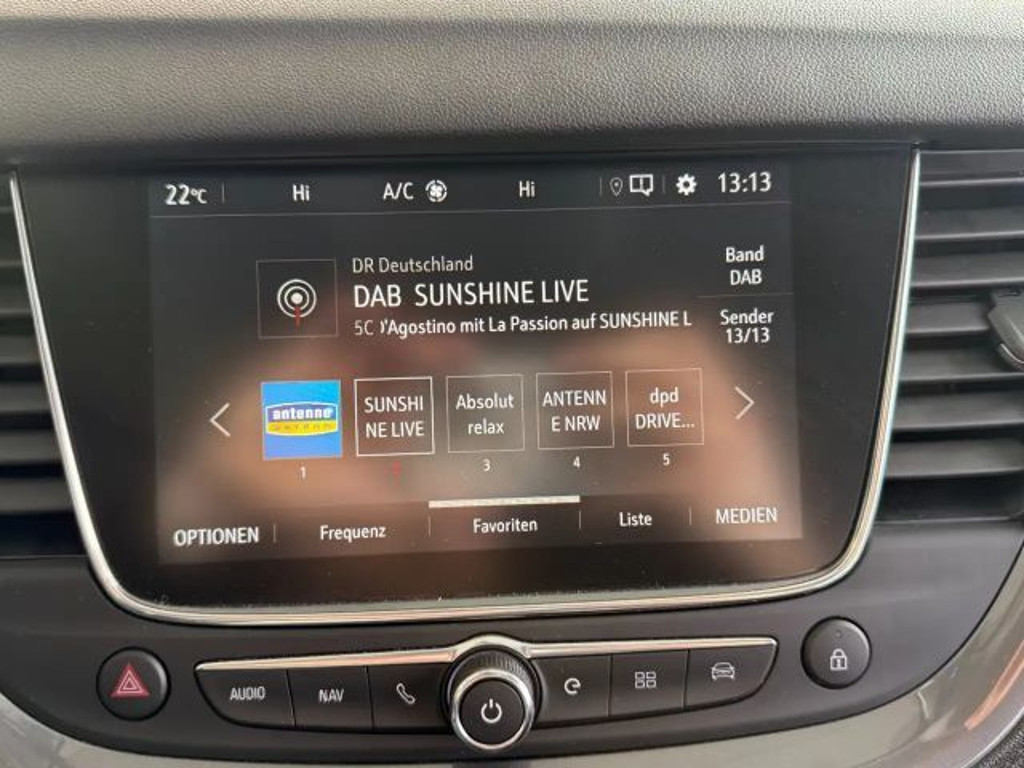 22°C Hi A/C Hi 13:13
DR Deutschland
DAB SUNSHINE LIVE
5C )'Agostino mit La Passion auf SUNSHINE L
Band
DAB
Sender
13/13
antenne
SUNSHI
NE LIVE
Absolut
relax
ANTENN
E NRW
dpd
DRIVE...
1 2 3 4 5
OPTIONEN Frequenz Favoriten Liste MEDIEN
AUDIO NAV